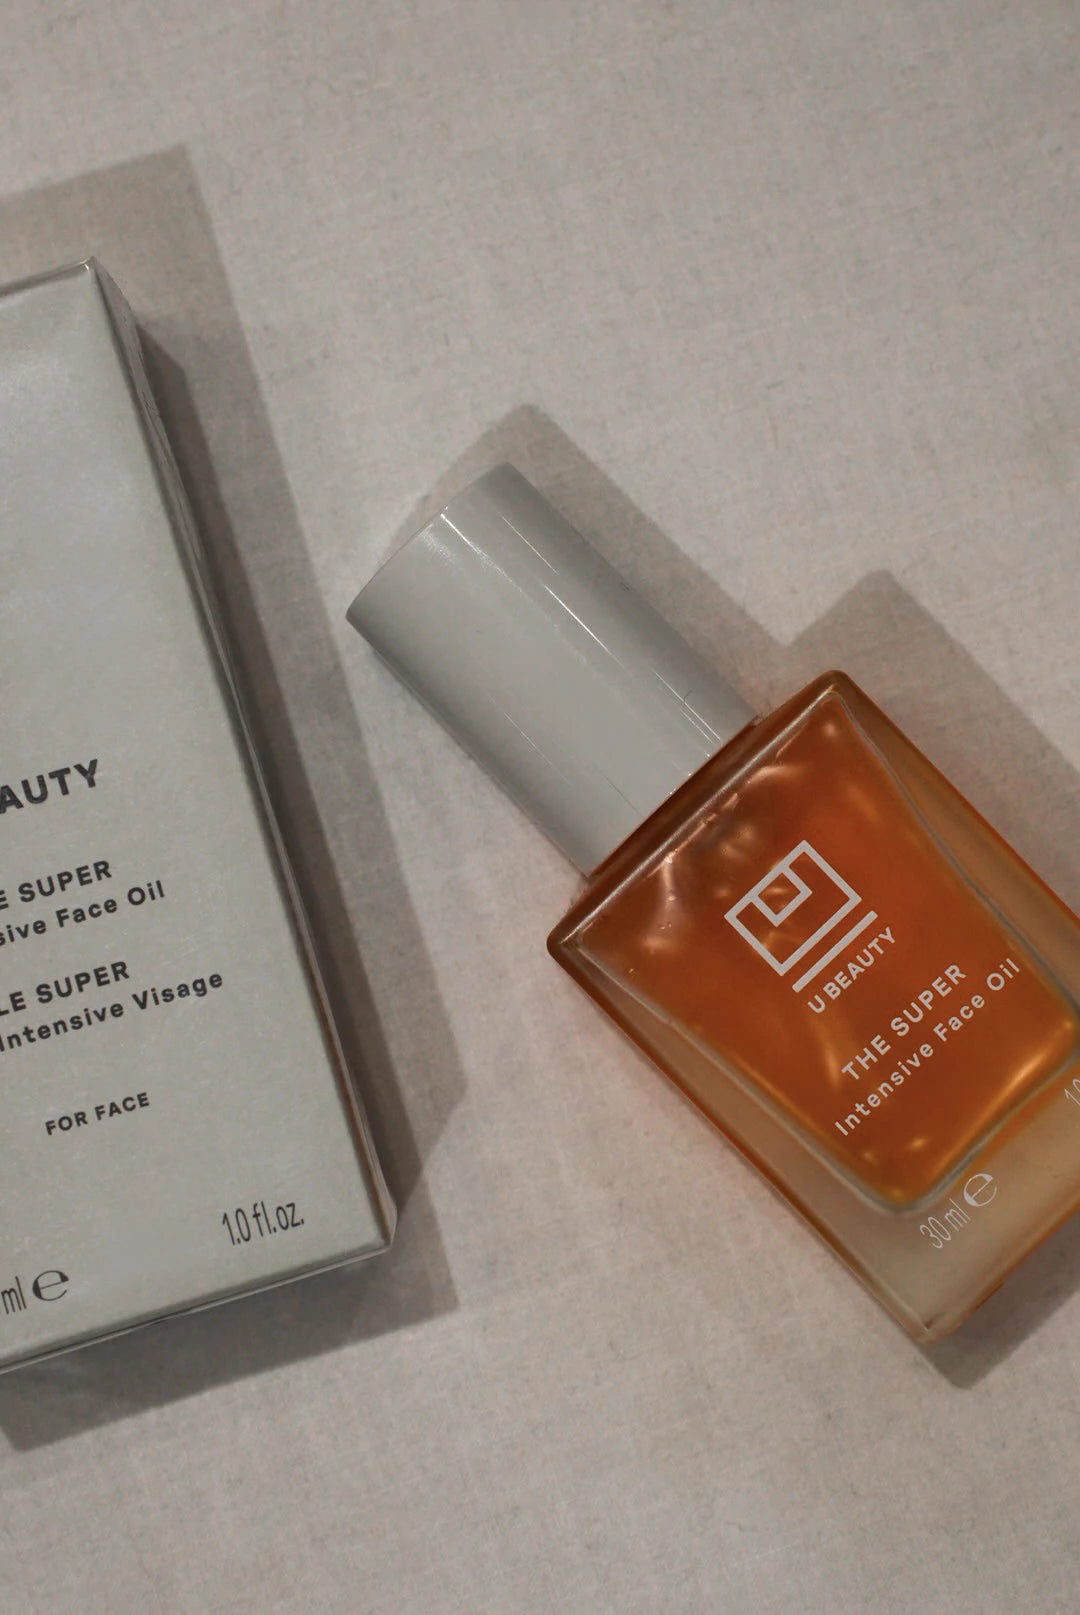 AUTY
E SUPER
sive Face Oil
LE SUPER
Intensive Visage
FOR FACE
1.0 fl.oz.
ml e
U BEAUTY
THE SUPER
Intensive Face Oil
30 ml e